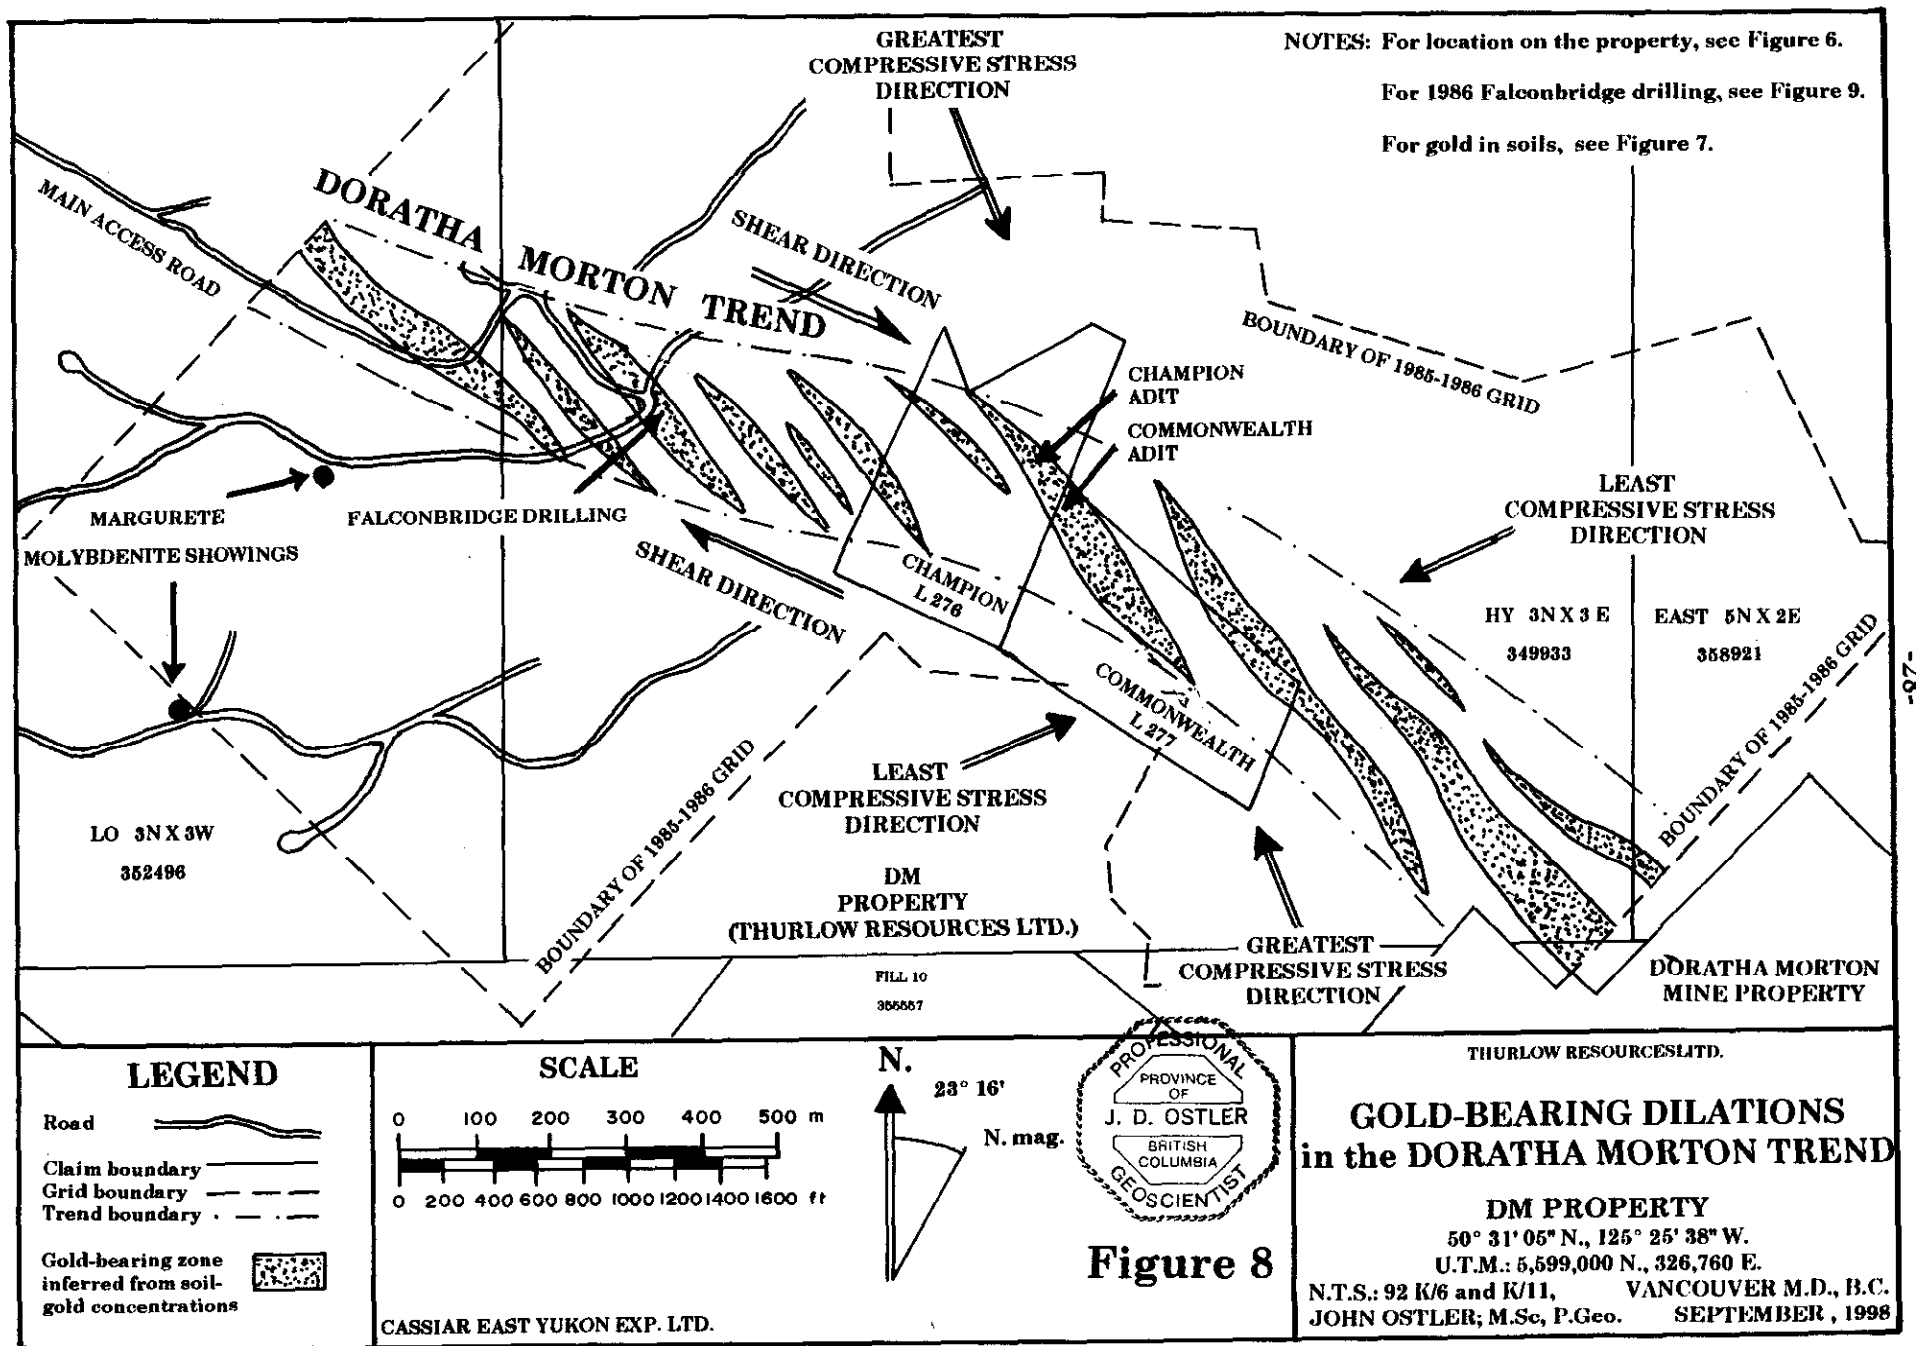 GREATEST
COMPRESSIVE STRESS
DIRECTION
NOTES: For location on the property, see Figure 6.
For 1986 Falconbridge drilling, see Figure 9.
For gold in soils, see Figure 7.
MAIN ACCESS ROAD
DORATHA MORTON TREND
SHEAR DIRECTION
BOUNDARY OF 1985-1986 GRID
CHAMPION
ADIT
COMMONWEALTH
ADIT
LEAST
COMPRESSIVE STRESS
DIRECTION
MARGURETE
MOLYBDENITE SHOWINGS
FALCONBRIDGE DRILLING
SHEAR DIRECTION
CHAMPION
L 276
HY 3N X 3 E
349933
EAST 5N X 2E
358921
COMMONWEALTH
L 277
BOUNDARY OF 1985-1986 GRID
BOUNDARY OF 1985-1986 GRID
LEAST
COMPRESSIVE STRESS
DIRECTION
LO 3N X 3W
352496
DM
PROPERTY
(THURLOW RESOURCES LTD.)
GREATEST
COMPRESSIVE STRESS
DIRECTION
FILL 10
DORATHA MORTON
MINE PROPERTY
-28-
LEGEND
Road
Claim boundary
Grid boundary
Trend boundary
Gold-bearing zone
inferred from soil-
gold concentrations
SCALE
0 100 200 300 400 500 m
0 200 400 600 800 1000 1200 1400 1600 ft
CASSIAR EAST YUKON EXP. LTD.
N.
23° 16'
N. mag.
PROFESSIONAL
PROVINCE
OF
J. D. OSTLER
BRITISH
COLUMBIA
GEOSCIENTIST
Figure 8
THURLOW RESOURCES LTD.
GOLD-BEARING DILATIONS
in the DORATHA MORTON TREND
DM PROPERTY
50° 31' 05" N., 125° 25' 38" W.
U.T.M.: 5,599,000 N., 326,760 E.
N.T.S.: 92 K/6 and K/11, VANCOUVER M.D., B.C.
JOHN OSTLER; M.Sc, P.Geo. SEPTEMBER, 1998